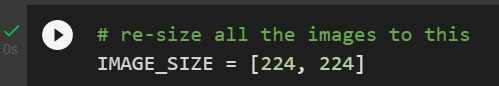 # re-size all the images to this
0s
IMAGE_SIZE = [224, 224]